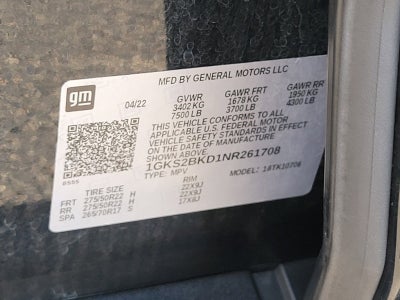 MFD BY GENERAL MOTORS LLC
gm
04/22 GVWR GAWR FRT GAWR RR
3402 KG 1678 KG 1950 KG
7500 LB 3700 LB 4300 LB
THIS VEHICLE CONFORMS TO ALL
APPLICABLE U.S. FEDERAL MOTOR
VEHICLE SAFETY STANDARDS IN EFFECT
ON THE DATE OF MANUFACTURE
SHOWN ABOVE.
1GKS2BKD1NR261708
TYPE: MPV MODEL: 1STK10706
TIRE SIZE RIM
FRT 275/50R22 H 22X9J
RR 275/50R22 H 22X9J
SPA 265/70R17 S 17X8J